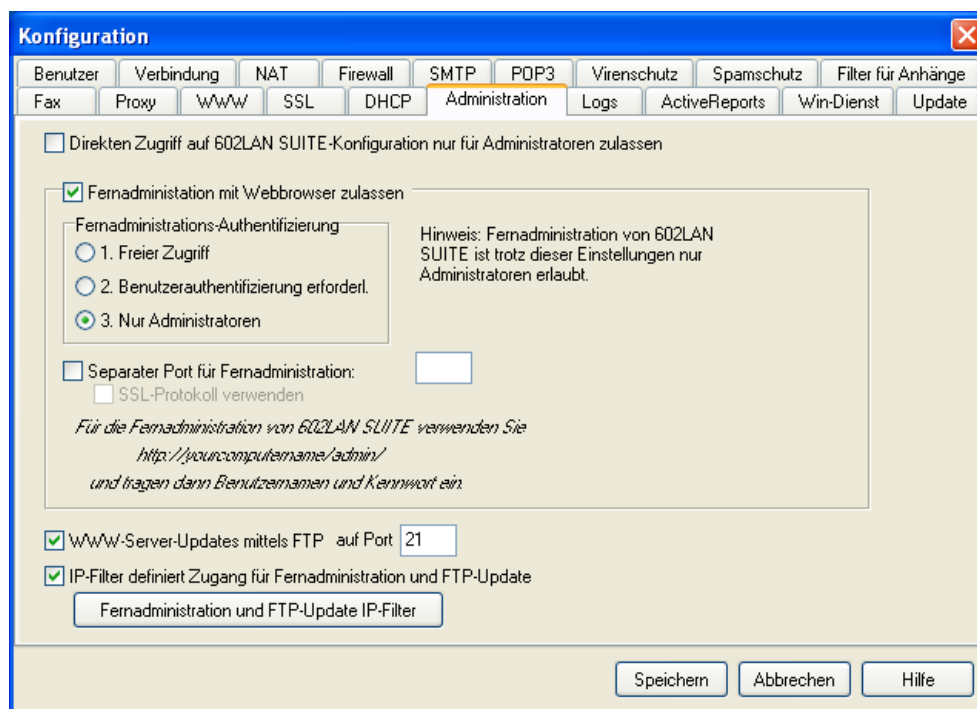 Konfiguration
Benutzer Verbindung NAT Firewall SMTP POP3 Virenschutz Spamschutz Filter für Anhänge
Fax Proxy WWW SSL DHCP Administration Logs ActiveReports Win-Dienst Update
Direkten Zugriff auf 602LAN SUITE-Konfiguration nur für Administratoren zulassen
Fernadministation mit Webbrowser zulassen
Fernadministrations-Authentifizierung
1. Freier Zugriff
2. Benutzerauthentifizierung erforderl.
3. Nur Administratoren
Hinweis: Fernadministration von 602LAN
SUITE ist trotz dieser Einstellungen nur
Administratoren erlaubt.
Separater Port für Fernadministration:
SSL-Protokoll verwenden
Für die Fernadministration von 602LAN SUITE verwenden Sie
http://yourcomputername/admin/
und tragen dann Benutzernamen und Kennwort ein.
WWW-Server-Updates mittels FTP auf Port 21
IP-Filter definiert Zugang für Fernadministration und FTP-Update
Fernadministration und FTP-Update IP-Filter
Speichern Abbrechen Hilfe